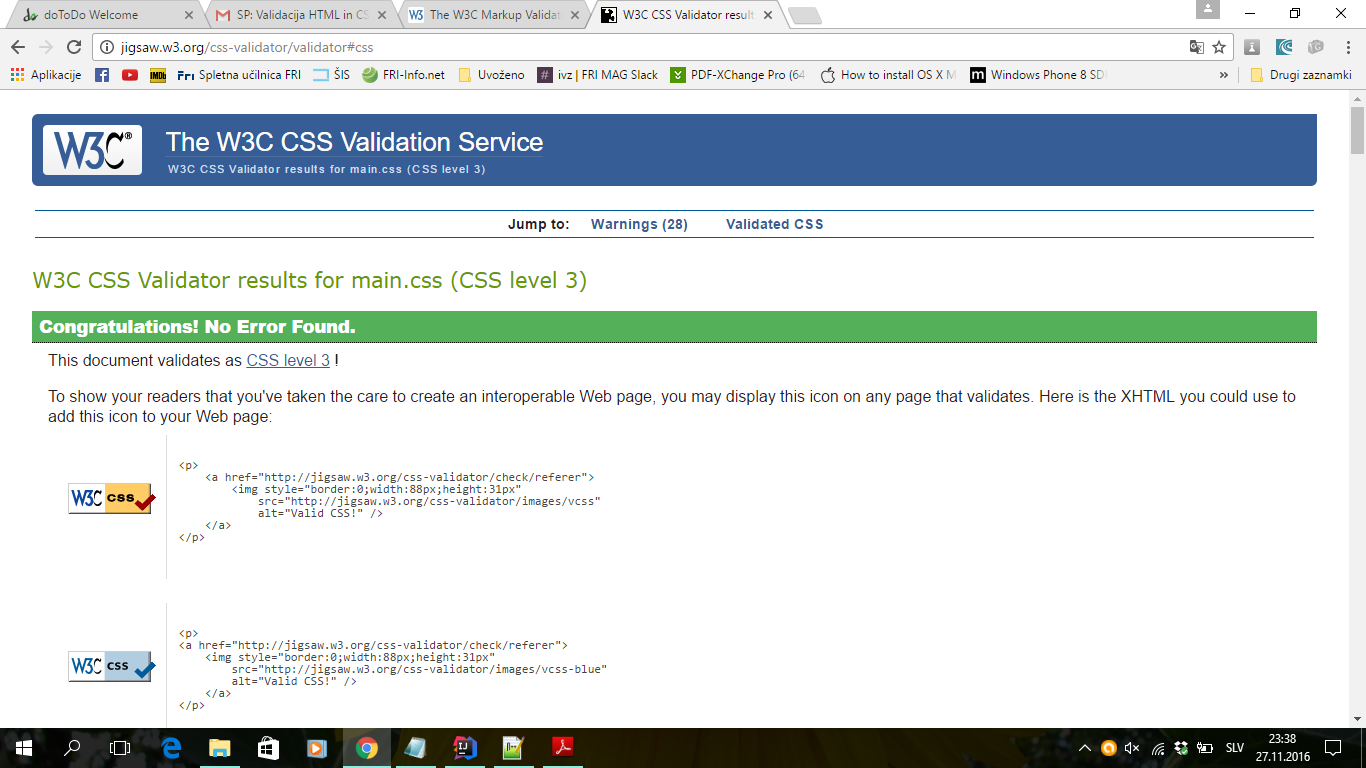 doToDo Welcome
SP: Validacija HTML in CS
The W3C Markup Validat
W3C CSS Validator result
jigsaw.w3.org/css-validator/validator#css
Aplikacije
IMDb
FRI Spletna učilnica FRI
ŠIS
FRI-Info.net
Uvoženo
# ivz | FRI MAG Slack
PDF-XChange Pro (64
How to install OS X M
m Windows Phone 8 SD
»
Drugi zaznamki
W3C®
The W3C CSS Validation Service
W3C CSS Validator results for main.css (CSS level 3)
Jump to: Warnings (28) Validated CSS
W3C CSS Validator results for main.css (CSS level 3)
Congratulations! No Error Found.
This document validates as CSS level 3 !
To show your readers that you've taken the care to create an interoperable Web page, you may display this icon on any page that validates. Here is the XHTML you could use to
add this icon to your Web page:
W3C css
<p>
<a href="http://jigsaw.w3.org/css-validator/check/referer">
<img style="border:0;width:88px;height:31px"
src="http://jigsaw.w3.org/css-validator/images/vcss"
alt="Valid CSS!" />
</a>
</p>
W3C css
<p>
<a href="http://jigsaw.w3.org/css-validator/check/referer">
<img style="border:0;width:88px;height:31px"
src="http://jigsaw.w3.org/css-validator/images/vcss-blue"
alt="Valid CSS!" />
</a>
</p>
SLV
23:38
27.11.2016